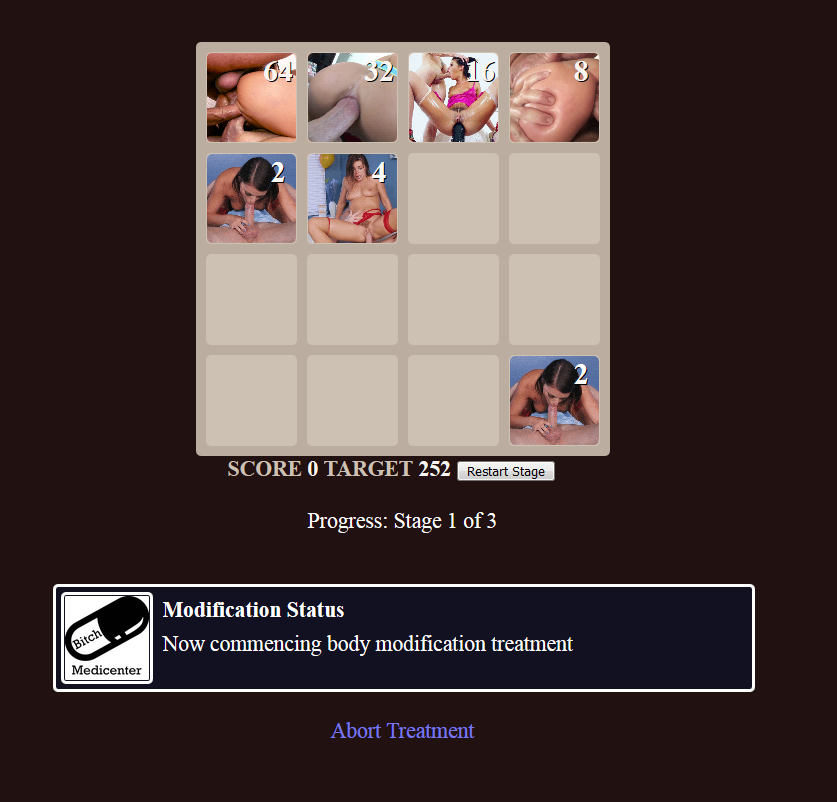 64 32 16 8
2 4
2
SCORE 0 TARGET 252 Restart Stage
Progress: Stage 1 of 3
Bitch
Medicenter
Modification Status
Now commencing body modification treatment
Abort Treatment